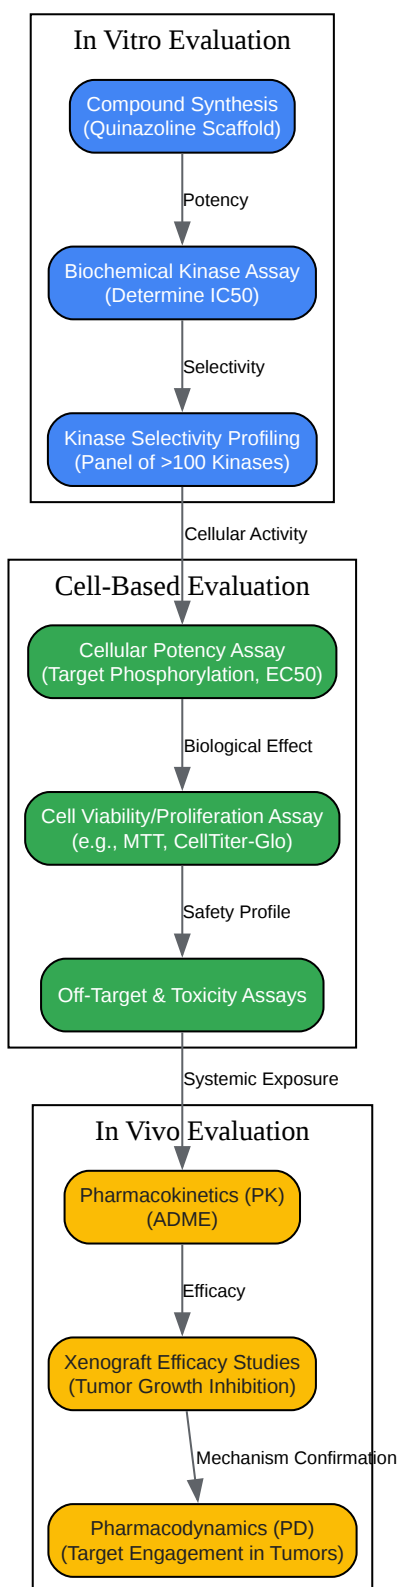 In Vitro Evaluation
Compound Synthesis
(Quinazoline Scaffold)
Potency
Biochemical Kinase Assay
(Determine IC50)
Selectivity
Kinase Selectivity Profiling
(Panel of >100 Kinases)
Cellular Activity
Cell-Based Evaluation
Cellular Potency Assay
(Target Phosphorylation, EC50)
Biological Effect
Cell Viability/Proliferation Assay
(e.g., MTT, CellTiter-Glo)
Safety Profile
Off-Target & Toxicity Assays
Systemic Exposure
In Vivo Evaluation
Pharmacokinetics (PK)
(ADME)
Efficacy
Xenograft Efficacy Studies
(Tumor Growth Inhibition)
Mechanism Confirmation
Pharmacodynamics (PD)
(Target Engagement in Tumors)